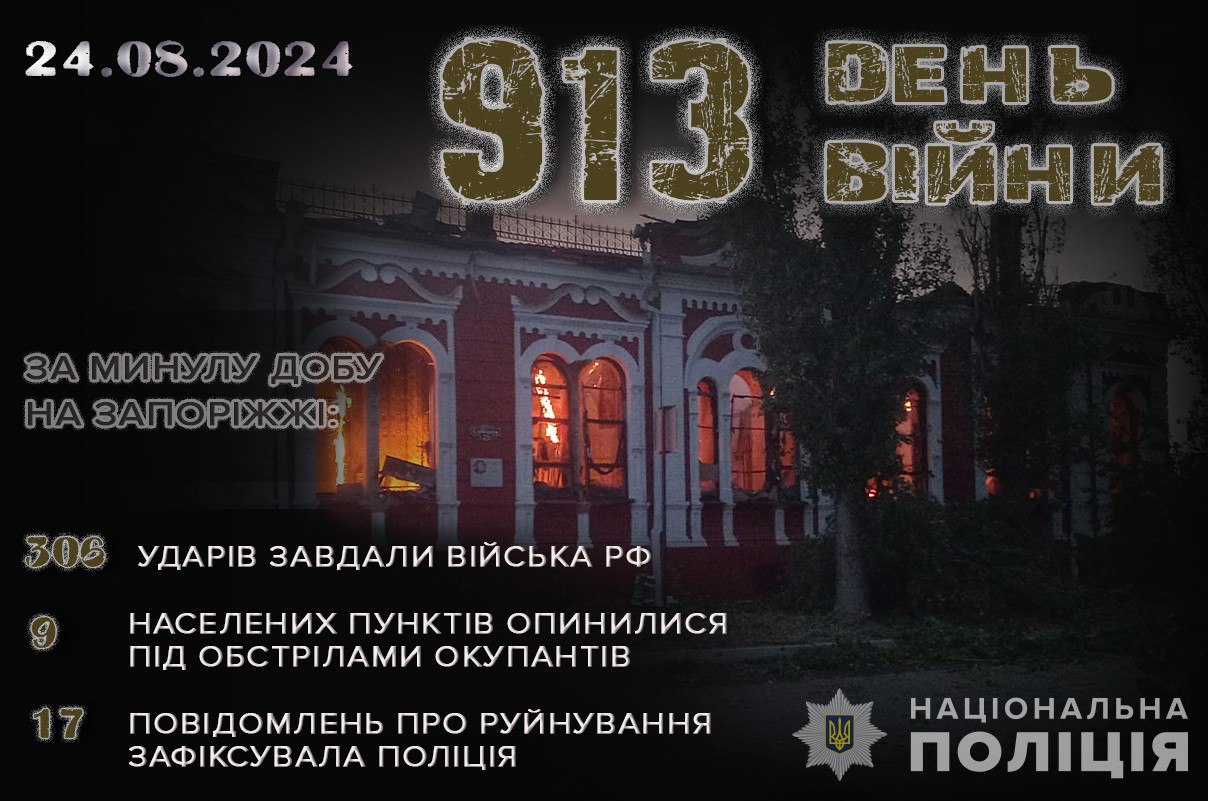 24.08.2024
913 ДЕНЬ
ВІЙНИ
ЗА МИНУЛУ ДОБУ
НА ЗАПОРІЖЖІ:
306 УДАРІВ ЗАВДАЛИ ВІЙСЬКА РФ
9 НАСЕЛЕНИХ ПУНКТІВ ОПИНИЛИСЯ
ПІД ОБСТРІЛАМИ ОКУПАНТІВ
17 ПОВІДОМЛЕНЬ ПРО РУЙНУВАННЯ
ЗАФІКСУВАЛА ПОЛІЦІЯ
НАЦІОНАЛЬНА
ПОЛІЦІЯ